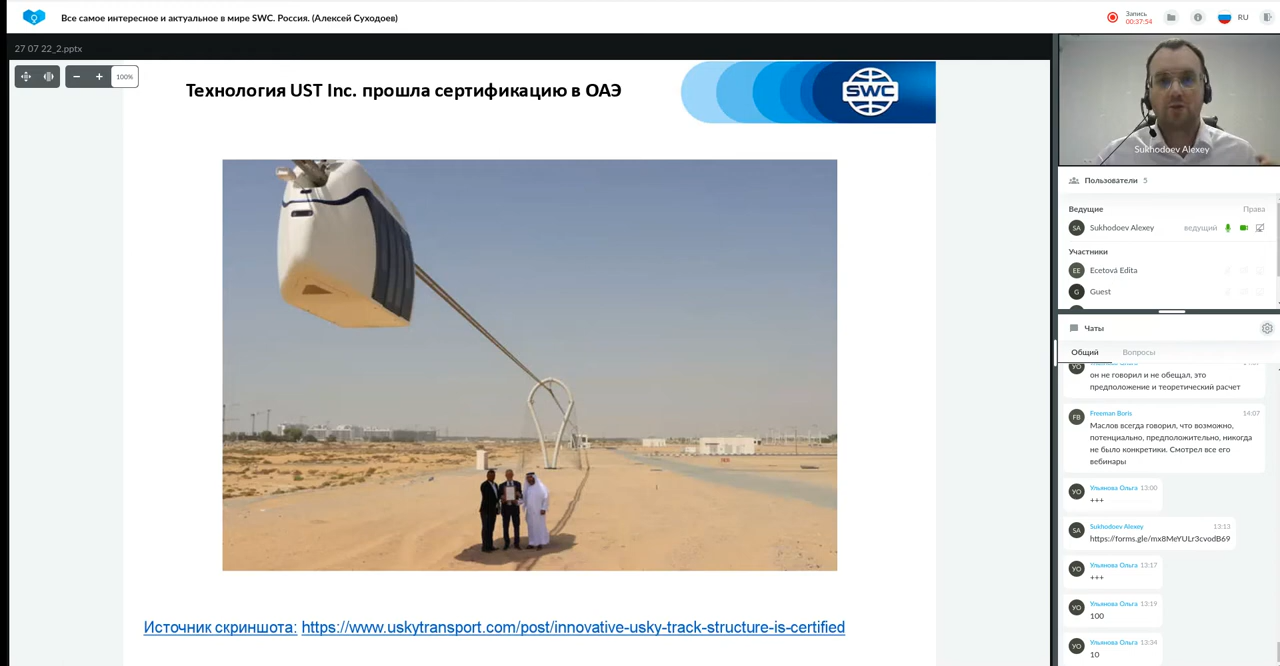 Все самое интересное и актуальное в мире SWC. Россия. (Алексей Суходоев)
Запись
00:37:54
RU
27 07 22_2.pptx
100%
Технология UST Inc. прошла сертификацию в ОАЭ
SWC
Источник скриншота: https://www.uskytransport.com/post/innovative-usky-track-structure-is-certified
Sukhodoev Alexey
Пользователи 5
Ведущие Права
SA Sukhodoev Alexey ведущий
Участники
EE Ecetová Edita
G Guest
Чаты
Общий Вопросы
YO
он не говорил и не обещал, это
предположение и теоретический расчет
FB Freeman Boris 14:07
Маслов всегда говорил, что возможно,
потенциально, предположительно, никогда
не было конкретики. Смотрел все его
вебинары
УО Ульянова Ольга 13:00
+++
SA Sukhodoev Alexey 13:13
https://forms.gle/mx8MeYULr3cvodB69
УО Ульянова Ольга 13:17
+++
УО Ульянова Ольга 13:19
100
УО Ульянова Ольга 13:34
10